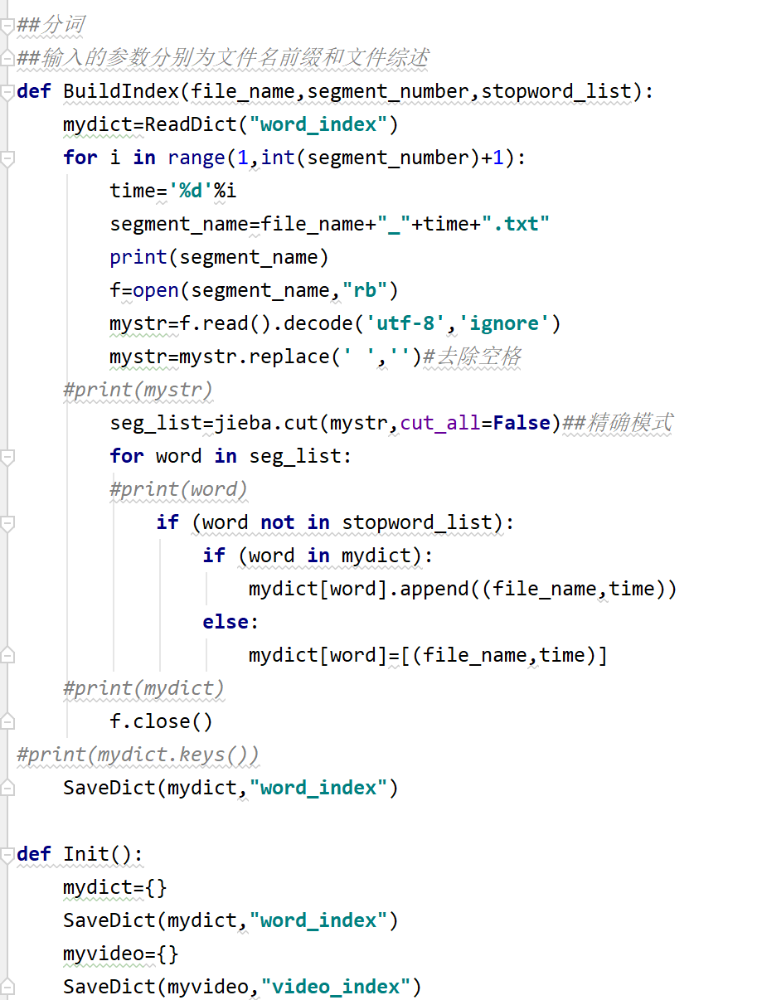 ##分词
##输入的参数分别为文件名前缀和文件综述
def BuildIndex(file_name,segment_number,stopword_list):
    mydict=ReadDict("word_index")
    for i in range(1,int(segment_number)+1):
        time='%d'%i
        segment_name=file_name+"_"+time+".txt"
        print(segment_name)
        f=open(segment_name,"rb")
        mystr=f.read().decode('utf-8','ignore')
        mystr=mystr.replace(' ','')#去除空格
    #print(mystr)
        seg_list=jieba.cut(mystr,cut_all=False)##精确模式
        for word in seg_list:
        #print(word)
            if (word not in stopword_list):
                if (word in mydict):
                    mydict[word].append((file_name,time))
                else:
                    mydict[word]=[(file_name,time)]
    #print(mydict)
        f.close()
#print(mydict.keys())
    SaveDict(mydict,"word_index")
def Init():
    mydict={}
    SaveDict(mydict,"word_index")
    myvideo={}
    SaveDict(myvideo,"video_index")